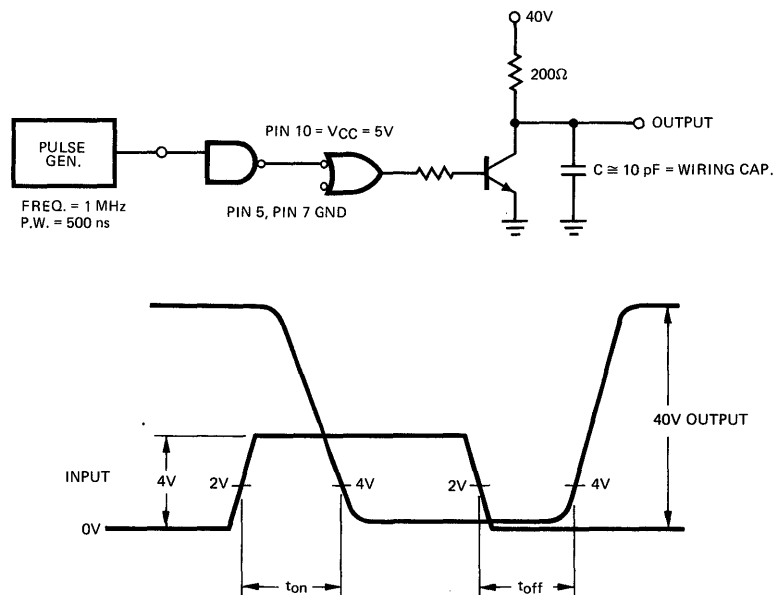 40V
200Ω
OUTPUT
PIN 10 = VCC = 5V
PULSE
GEN.
C ≅ 10 pF = WIRING CAP.
FREQ. = 1 MHz
P.W. = 500 ns
PIN 5, PIN 7 GND
40V OUTPUT
INPUT
4V
2V
4V
2V
4V
0V
ton
toff